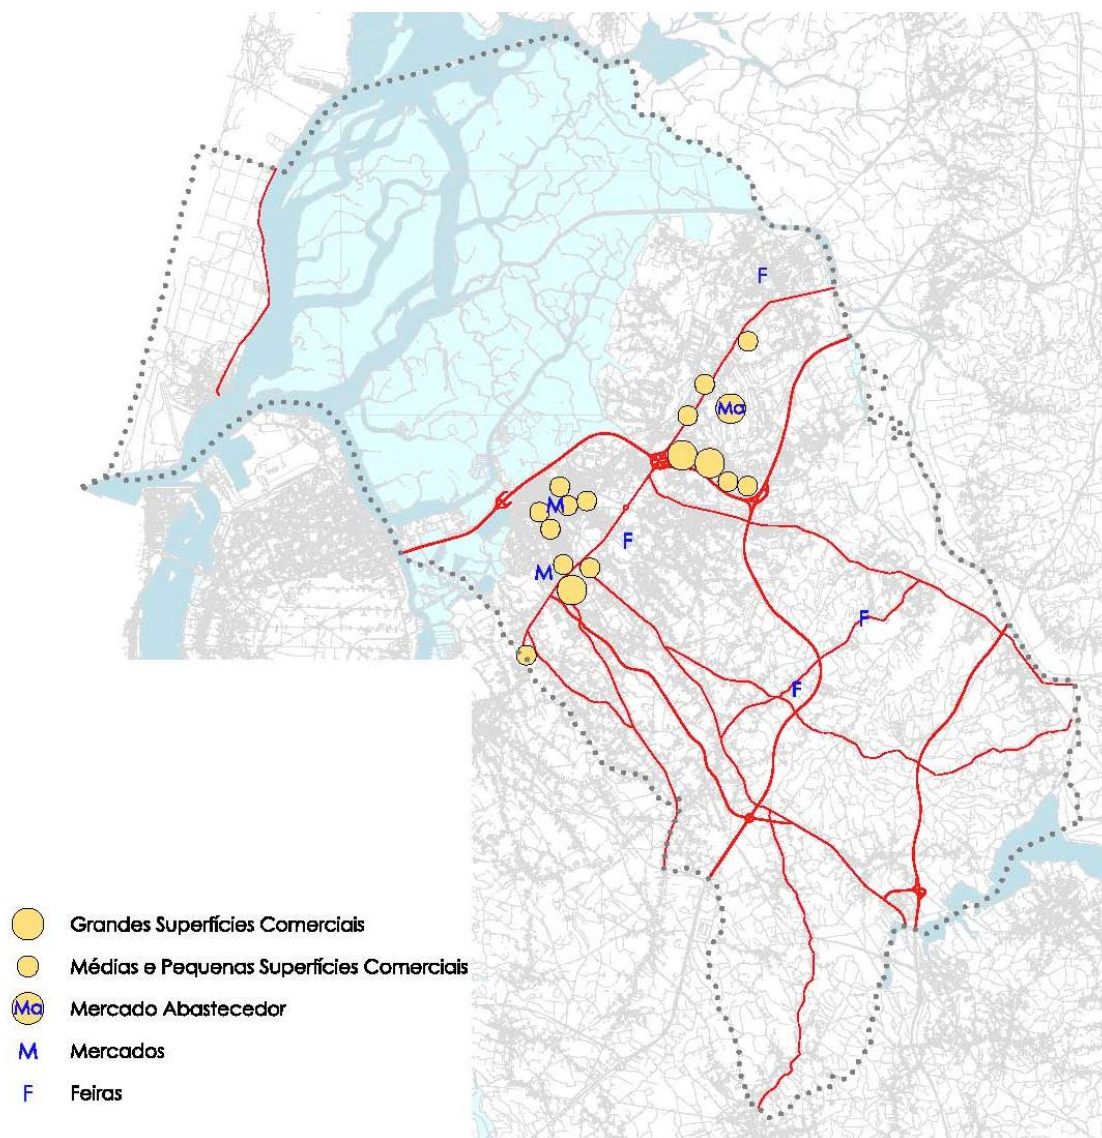 F
Ma
M
F
M
F
F
Grandes Superfícies Comerciais
Médias e Pequenas Superfícies Comerciais
Ma Mercado Abastecedor
M Mercados
F Feiras